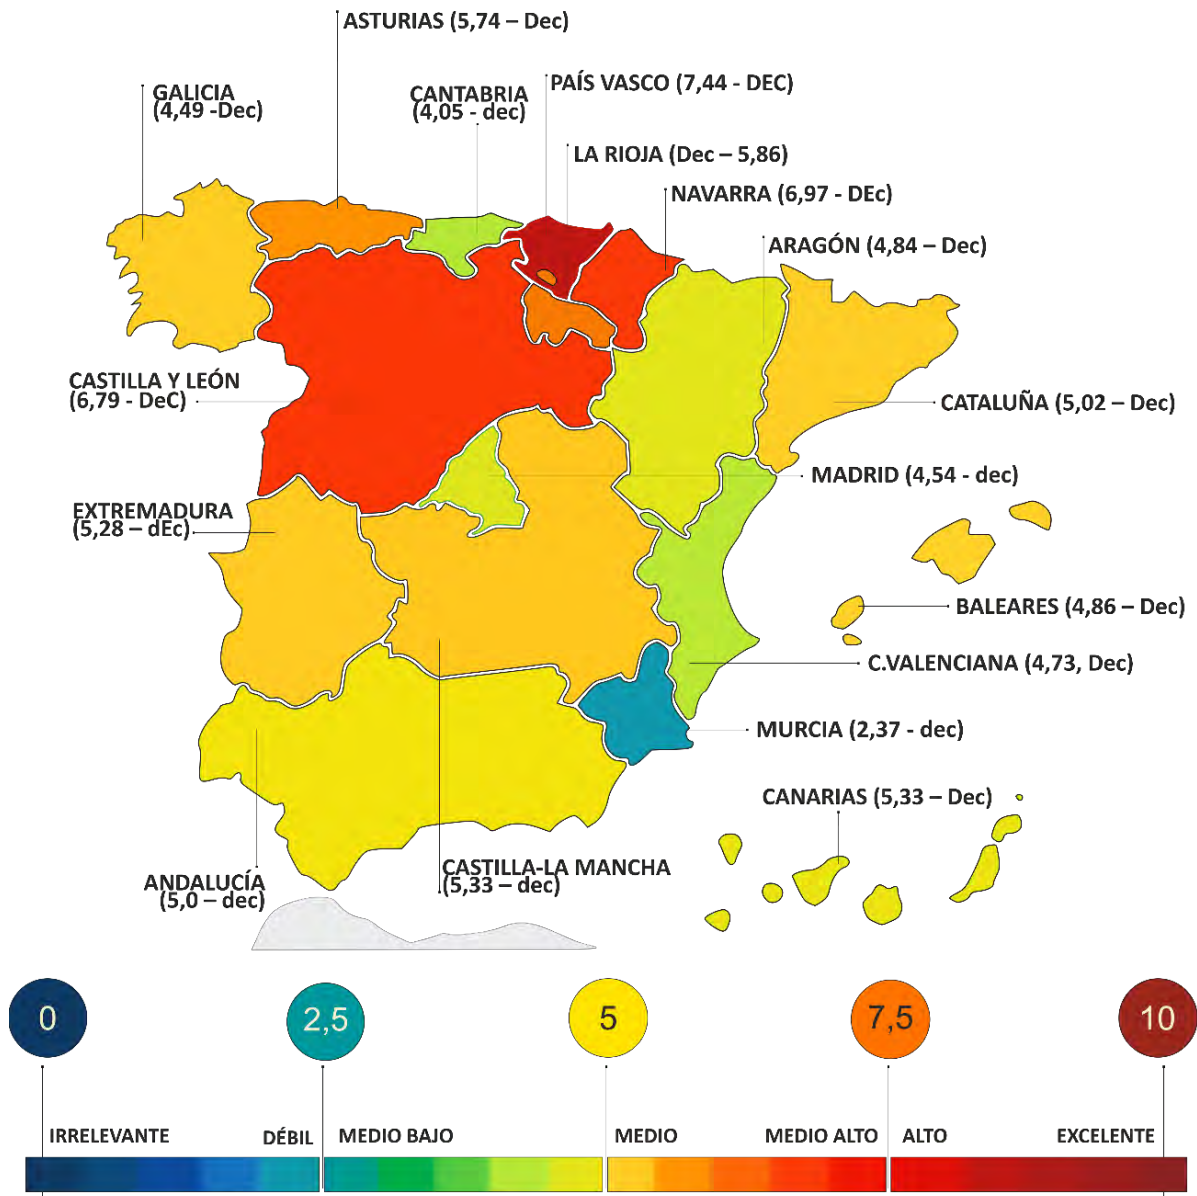 ASTURIAS (5,74 – Dec)
PAÍS VASCO (7,44 - DEC)
GALICIA
(4,49 -Dec)
CANTABRIA
(4,05 - dec)
LA RIOJA (Dec – 5,86)
NAVARRA (6,97 - DEc)
ARAGÓN (4,84 – Dec)
CASTILLA Y LEÓN
(6,79 - DeC)
CATALUÑA (5,02 – Dec)
MADRID (4,54 - dec)
EXTREMADURA
(5,28 – dEc)
BALEARES (4,86 – Dec)
C.VALENCIANA (4,73, Dec)
MURCIA (2,37 - dec)
CANARIAS (5,33 – Dec)
CASTILLA-LA MANCHA
(5,33 – dec)
ANDALUCÍA
(5,0 – dec)
0 2,5 5 7,5 10
IRRELEVANTE DÉBIL MEDIO BAJO MEDIO MEDIO ALTO ALTO EXCELENTE